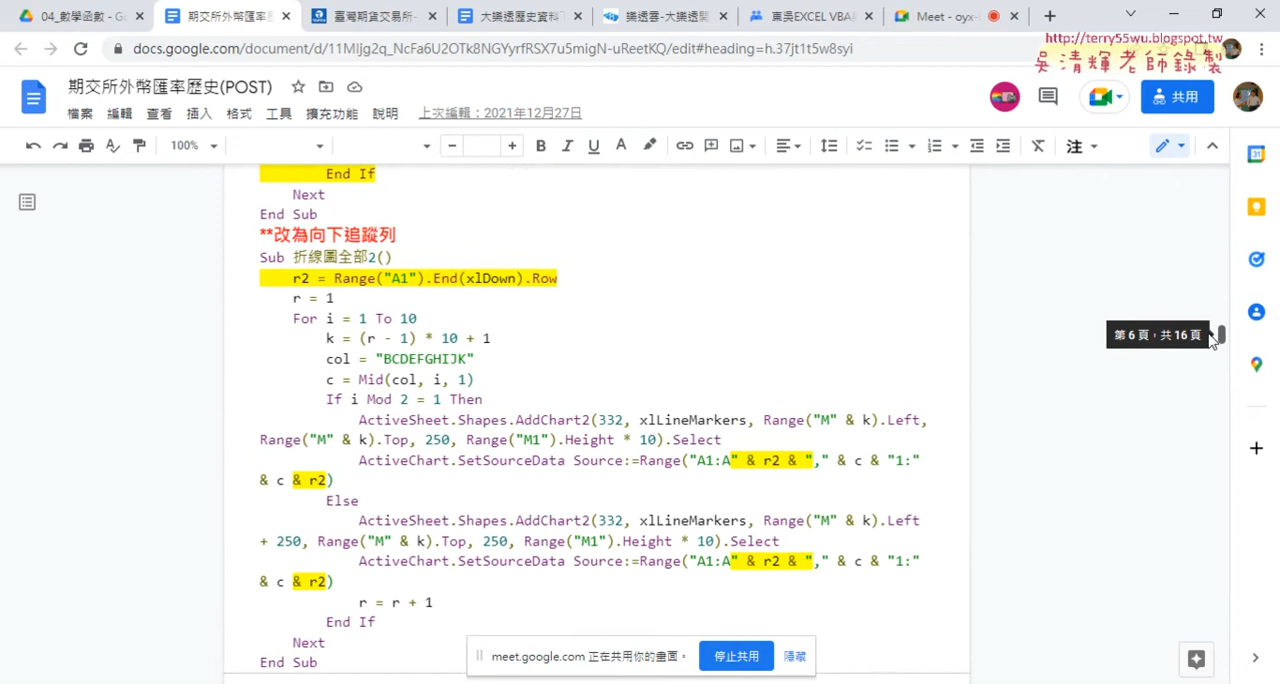 04_數學函數 - G
期交所外幣匯率歷
臺灣期貨交易所-
大樂透歷史資料下
樂透雲-大樂透開
東吳EXCEL VBA
Meet - oyx-
docs.google.com/document/d/11MIjg2q_NcFa6U2OTk8NGYyrfRSX7u5migN-uReetKQ/edit#heading=h.37jt1t5w8syi
http://terry55wu.blogspot.tw
吳清輝老師錄製
期交所外幣匯率歷史(POST)
共用
檔案 編輯 查看 插入 格式 工具 擴充功能 說明 上次編輯：2021年12月27日
100%
注
End If
Next
End Sub
**改為向下追蹤列
Sub 折線圖全部2()
r2 = Range("A1").End(xlDown).Row
r = 1
For i = 1 To 10
k = (r - 1) * 10 + 1
col = "BCDEFGHIJK"
c = Mid(col, i, 1)
If i Mod 2 = 1 Then
ActiveSheet.Shapes.AddChart2(332, xlLineMarkers, Range("M" & k).Left,
Range("M" & k).Top, 250, Range("M1").Height * 10).Select
ActiveChart.SetSourceData Source:=Range("A1:A" & r2 & "," & c & "1:"
& c & r2)
Else
ActiveSheet.Shapes.AddChart2(332, xlLineMarkers, Range("M" & k).Left
+ 250, Range("M" & k).Top, 250, Range("M1").Height * 10).Select
ActiveChart.SetSourceData Source:=Range("A1:A" & r2 & "," & c & "1:"
& c & r2)
r = r + 1
End If
Next
End Sub
第 6 頁，共 16 頁
meet.google.com 正在共用你的畫面。 停止共用 隱藏
31